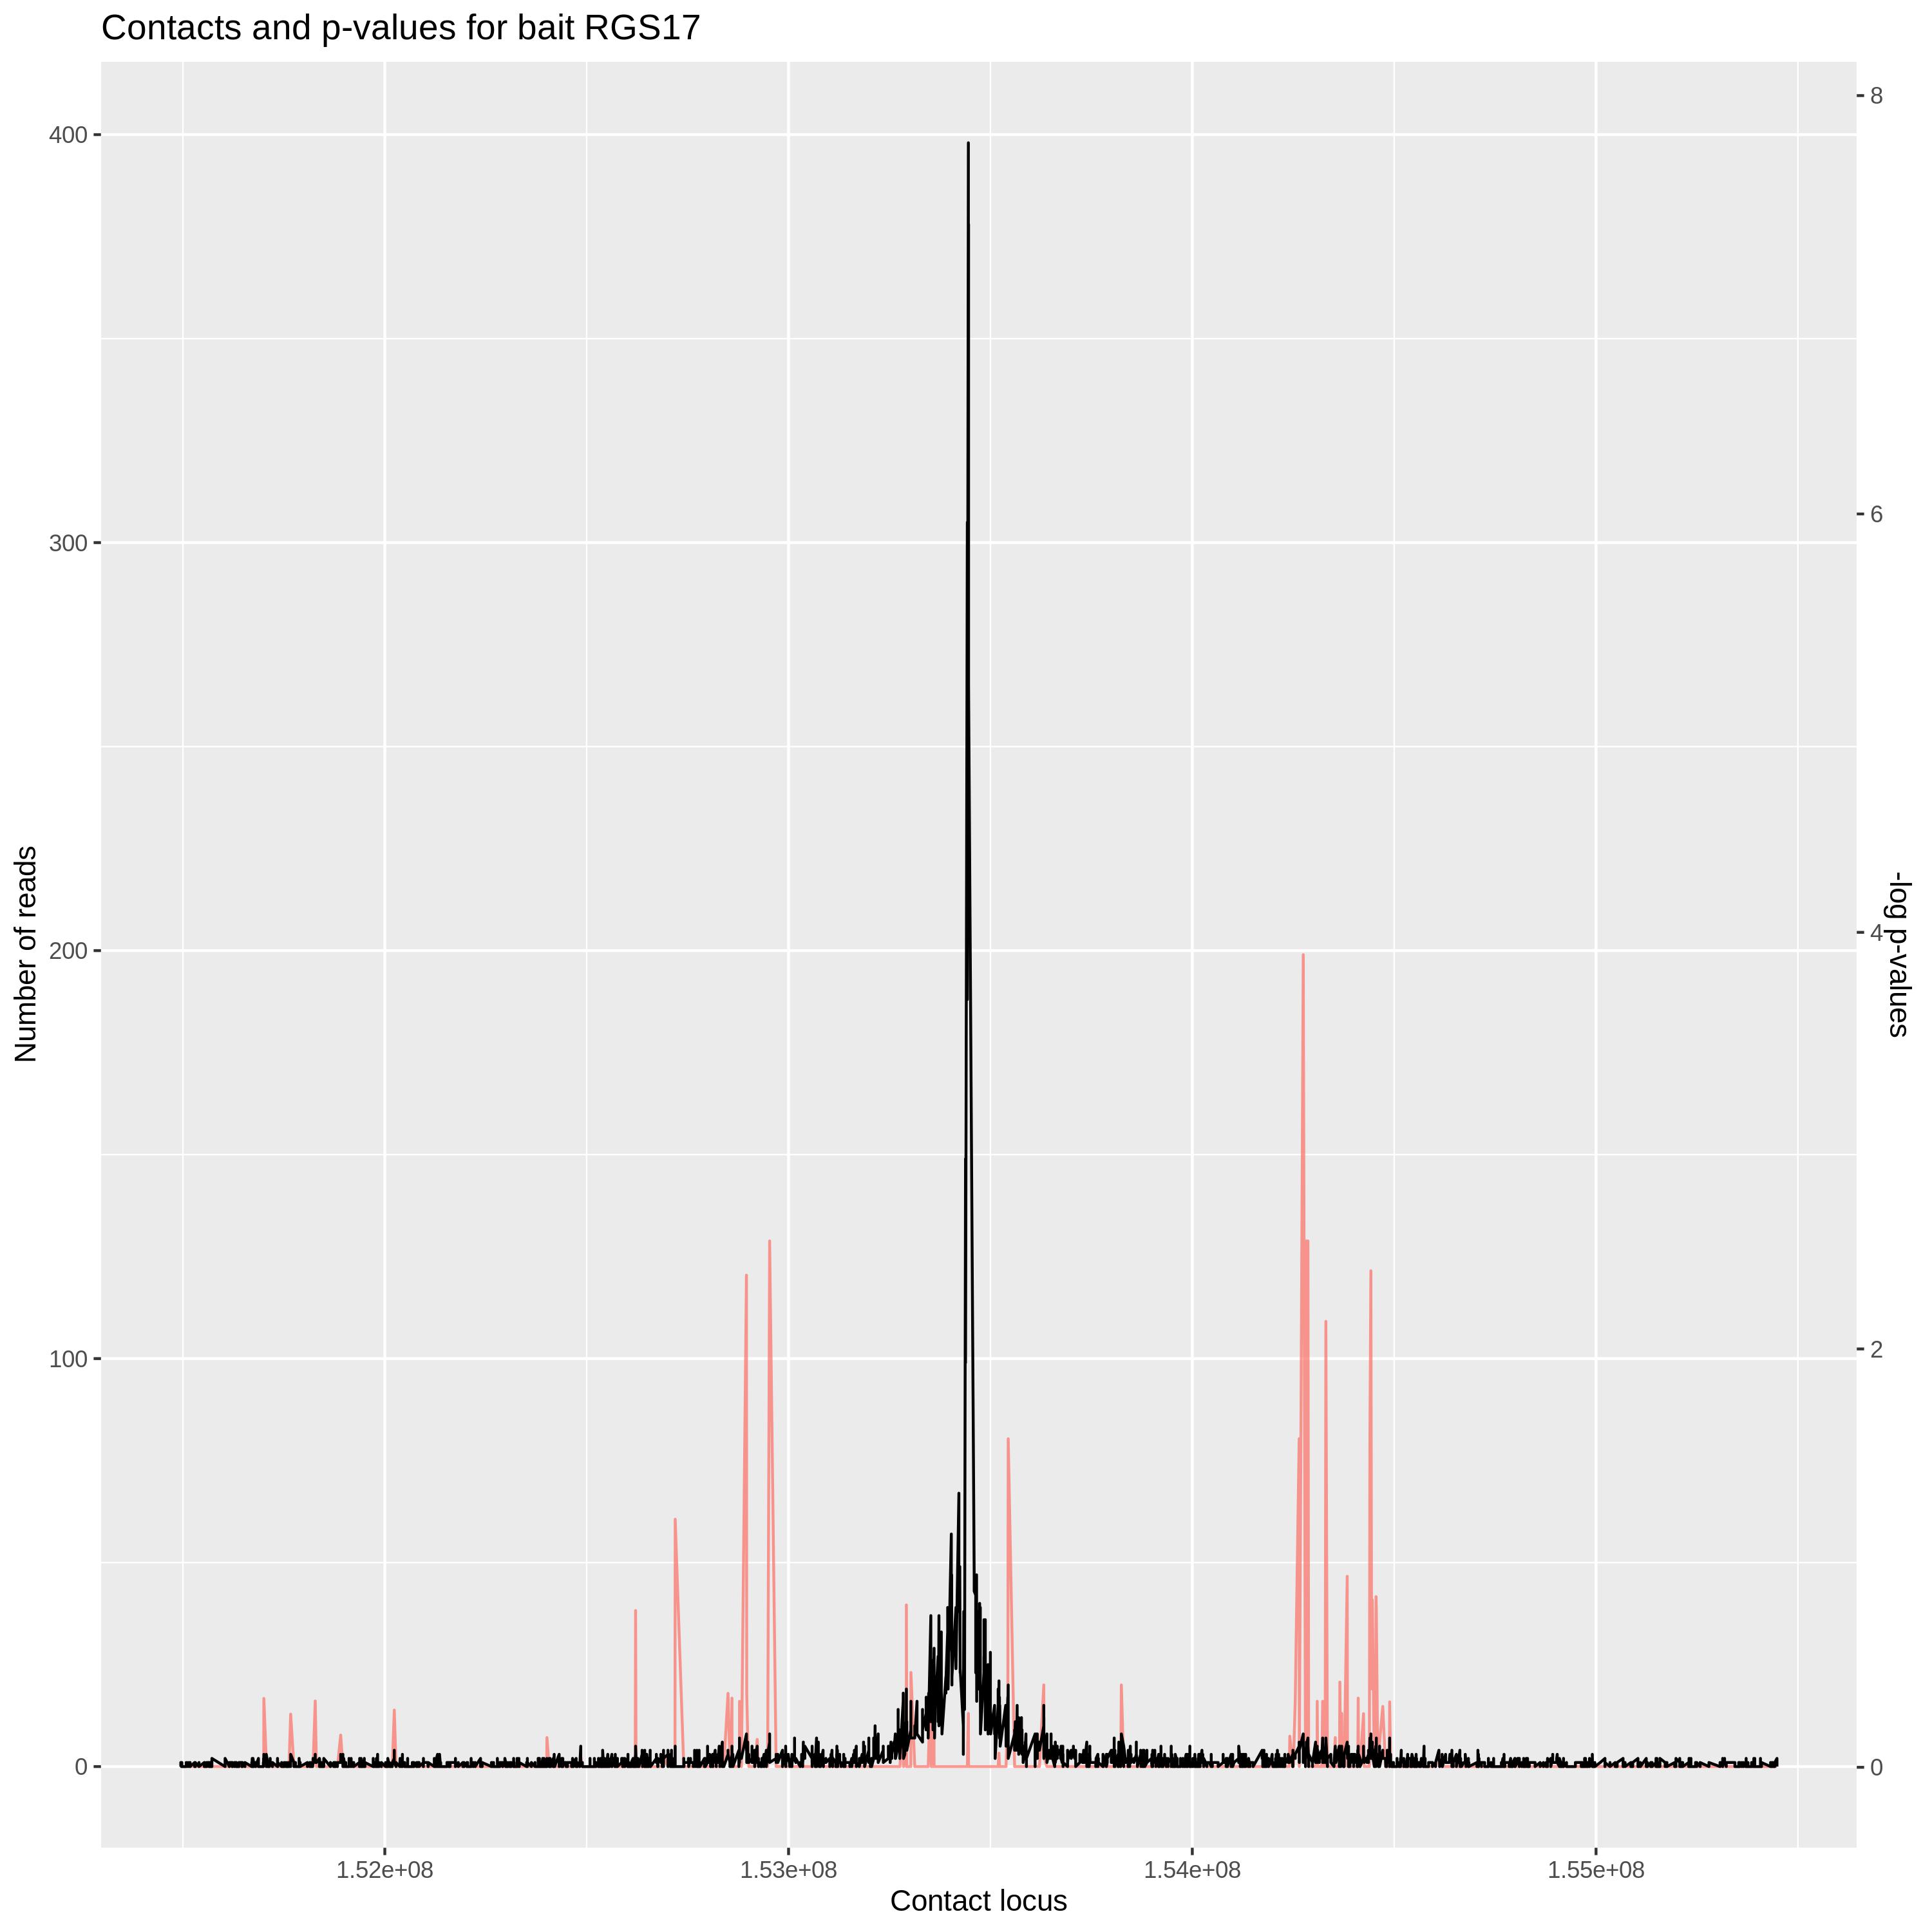 Contacts and p-values for bait RGS17
400
300
200
100
0
Number of reads
8
6
4
2
0
-log p-values
1.52e+08
1.53e+08
1.54e+08
1.55e+08
Contact locus